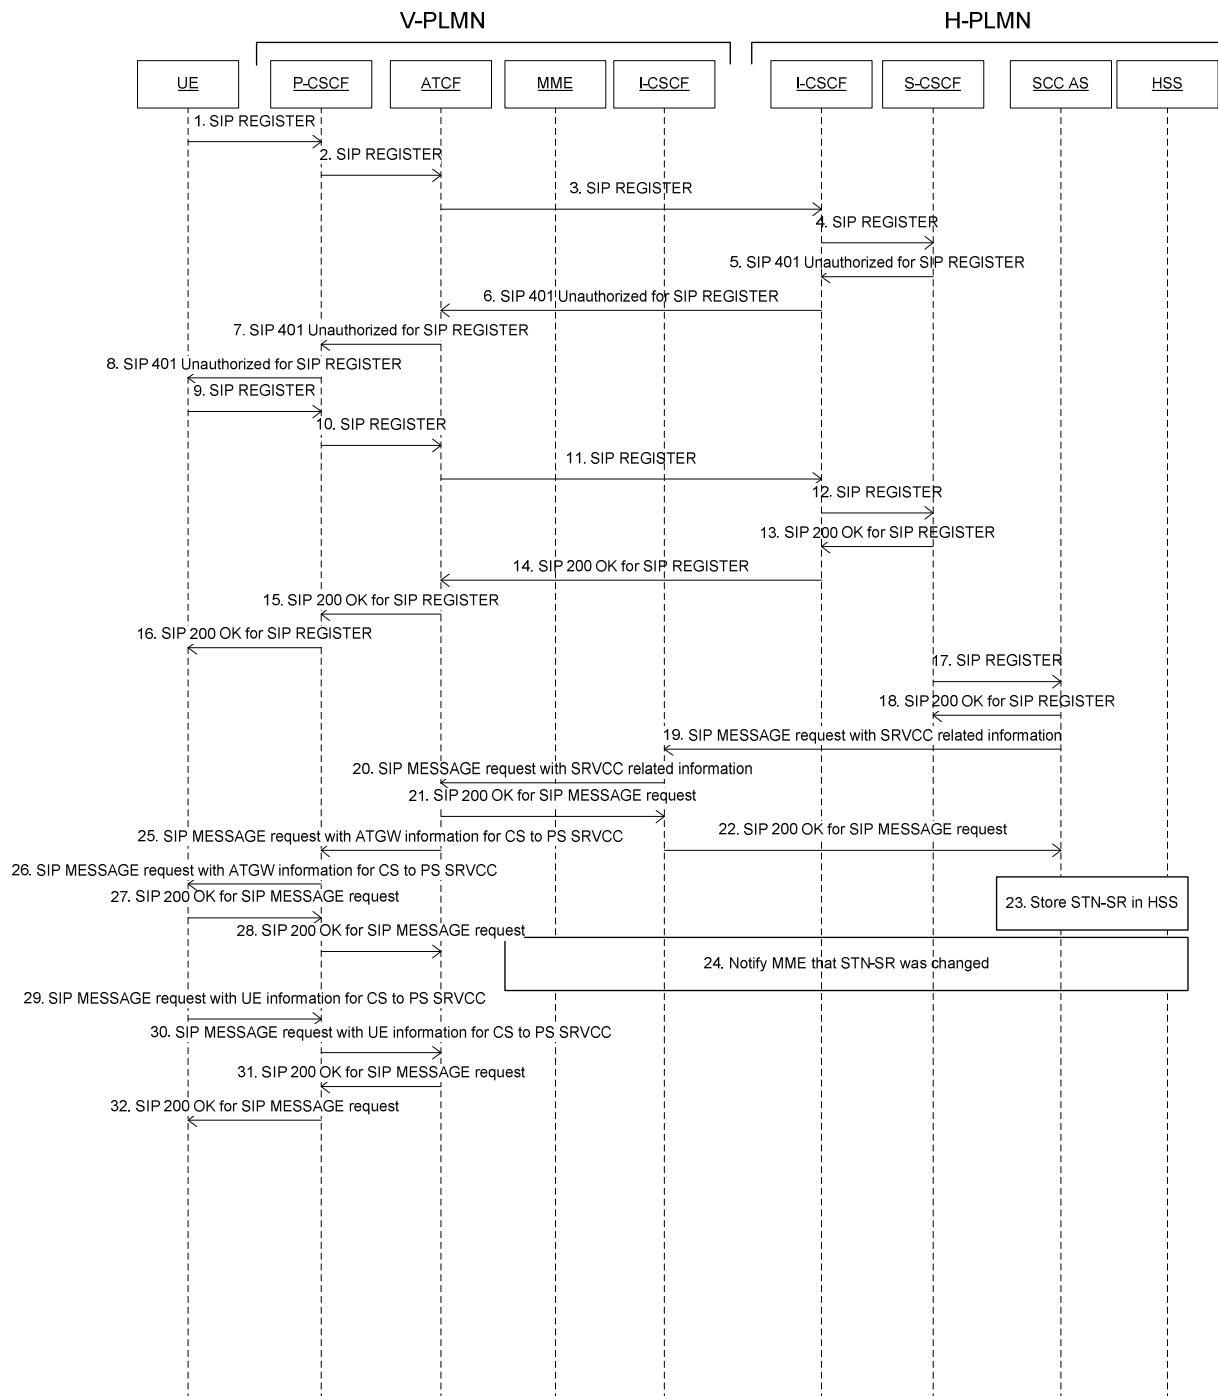 V-PLMN
H-PLMN
UE
P-CSCF
ATCF
MME
I-CSCF
I-CSCF
S-CSCF
SCC AS
HSS
1. SIP REGISTER
2. SIP REGISTER
3. SIP REGISTER
4. SIP REGISTER
5. SIP 401 Unauthorized for SIP REGISTER
6. SIP 401 Unauthorized for SIP REGISTER
7. SIP 401 Unauthorized for SIP REGISTER
8. SIP 401 Unauthorized for SIP REGISTER
9. SIP REGISTER
10. SIP REGISTER
11. SIP REGISTER
12. SIP REGISTER
13. SIP 200 OK for SIP REGISTER
14. SIP 200 OK for SIP REGISTER
15. SIP 200 OK for SIP REGISTER
16. SIP 200 OK for SIP REGISTER
17. SIP REGISTER
18. SIP 200 OK for SIP REGISTER
19. SIP MESSAGE request with SRVCC related information
20. SIP MESSAGE request with SRVCC related information
21. SIP 200 OK for SIP MESSAGE request
22. SIP 200 OK for SIP MESSAGE request
25. SIP MESSAGE request with ATGW information for CS to PS SRVCC
26. SIP MESSAGE request with ATGW information for CS to PS SRVCC
27. SIP 200 OK for SIP MESSAGE request
23. Store STN-SR in HSS
28. SIP 200 OK for SIP MESSAGE request
24. Notify MME that STN-SR was changed
29. SIP MESSAGE request with UE information for CS to PS SRVCC
30. SIP MESSAGE request with UE information for CS to PS SRVCC
31. SIP 200 OK for SIP MESSAGE request
32. SIP 200 OK for SIP MESSAGE request